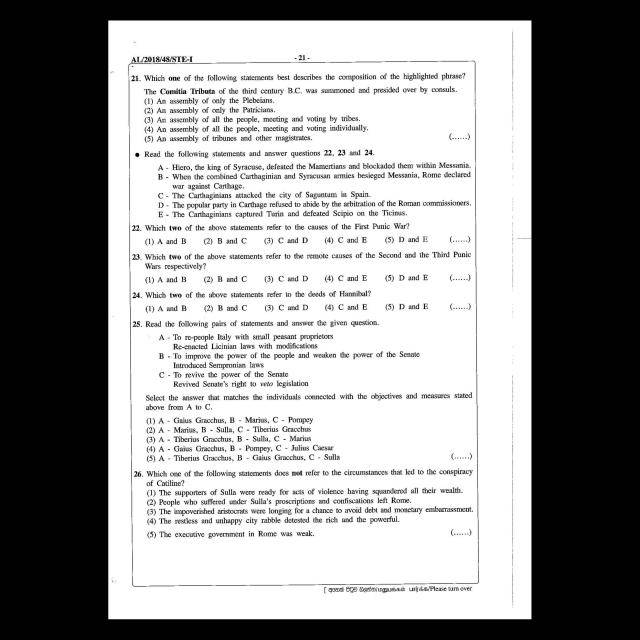 AL/2018/48/STE-I
- 21 -
21. Which one of the following statements best describes the composition of the highlighted phrase?
The Comitia Tributa of the third century B.C. was summoned and presided over by consuls.
(1) An assembly of only the Plebeians.
(2) An assembly of only the Patricians.
(3) An assembly of all the people, meeting and voting by tribes.
(4) An assembly of all the people, meeting and voting individually.
(5) An assembly of tribunes and other magistrates. (......)
● Read the following statements and answer questions 22, 23 and 24.
A - Hiero, the king of Syracuse, defeated the Mamertians and blockaded them within Messania.
B - When the combined Carthaginian and Syracusan armies besieged Messania, Rome declared
war against Carthage.
C - The Carthaginians attacked the city of Saguntam in Spain.
D - The popular party in Carthage refused to abide by the arbitration of the Roman commissioners.
E - The Carthaginians captured Turin and defeated Scipio on the Ticinus.
22. Which two of the above statements refer to the causes of the First Punic War?
(1) A and B (2) B and C (3) C and D (4) C and E (5) D and E (......)
23. Which two of the above statements refer to the remote causes of the Second and the Third Punic
Wars respectively?
(1) A and B (2) B and C (3) C and D (4) C and E (5) D and E (......)
24. Which two of the above statements refer to the deeds of Hannibal?
(1) A and B (2) B and C (3) C and D (4) C and E (5) D and E (......)
25. Read the following pairs of statements and answer the given question.
A - To re-people Italy with small peasant proprietors
Re-enacted Licinian laws with modifications
B - To improve the power of the people and weaken the power of the Senate
Introduced Sempronian laws
C - To revive the power of the Senate
Revived Senate's right to veto legislation
Select the answer that matches the individuals connected with the objectives and measures stated
above from A to C.
(1) A - Gaius Gracchus, B - Marius, C - Pompey
(2) A - Marius, B - Sulla, C - Tiberius Gracchus
(3) A - Tiberius Gracchus, B - Sulla, C - Marius
(4) A - Gaius Gracchus, B - Pompey, C - Julius Caesar
(5) A - Tiberius Gracchus, B - Gaius Gracchus, C - Sulla (......)
26. Which one of the following statements does not refer to the circumstances that led to the conspiracy
of Catiline?
(1) The supporters of Sulla were ready for acts of violence having squandered all their wealth.
(2) People who suffered under Sulla's proscriptions and confiscations left Rome.
(3) The impoverished aristocrats were longing for a chance to avoid debt and monetary embarrassment.
(4) The restless and unhappy city rabble detested the rich and the powerful.
(5) The executive government in Rome was weak. (......)
/Please turn over